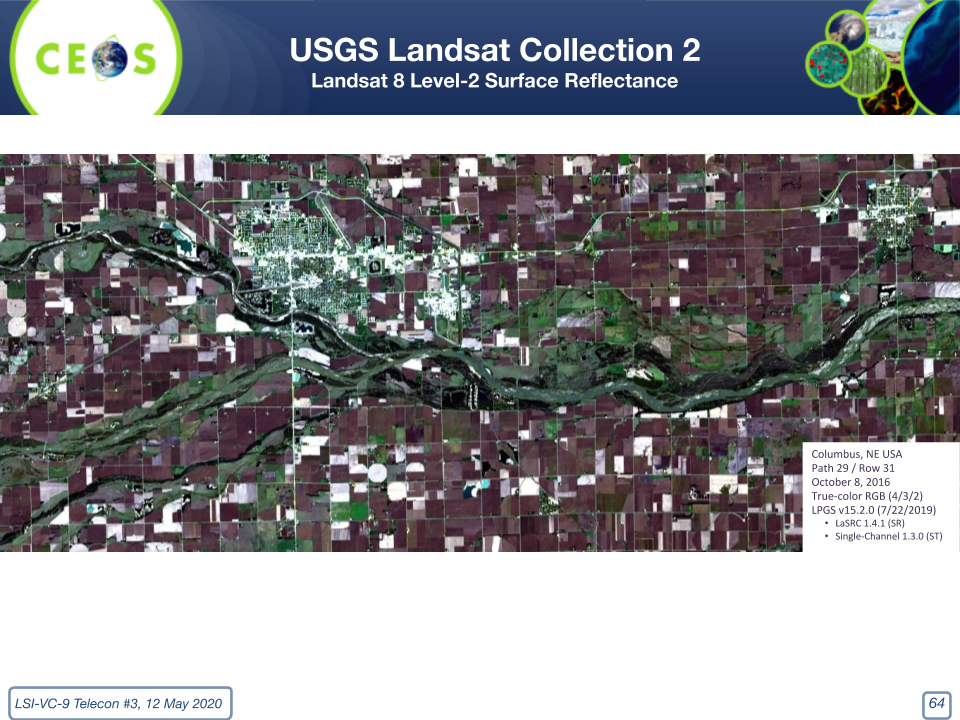 CEOS
USGS Landsat Collection 2
Landsat 8 Level-2 Surface Reflectance
Columbus, NE USA
Path 29 / Row 31
October 8, 2016
True-color RGB (4/3/2)
LPGS v15.2.0 (7/22/2019)
• LaSRC 1.4.1 (SR)
• Single-Channel 1.3.0 (ST)
LSI-VC-9 Telecon #3, 12 May 2020
64